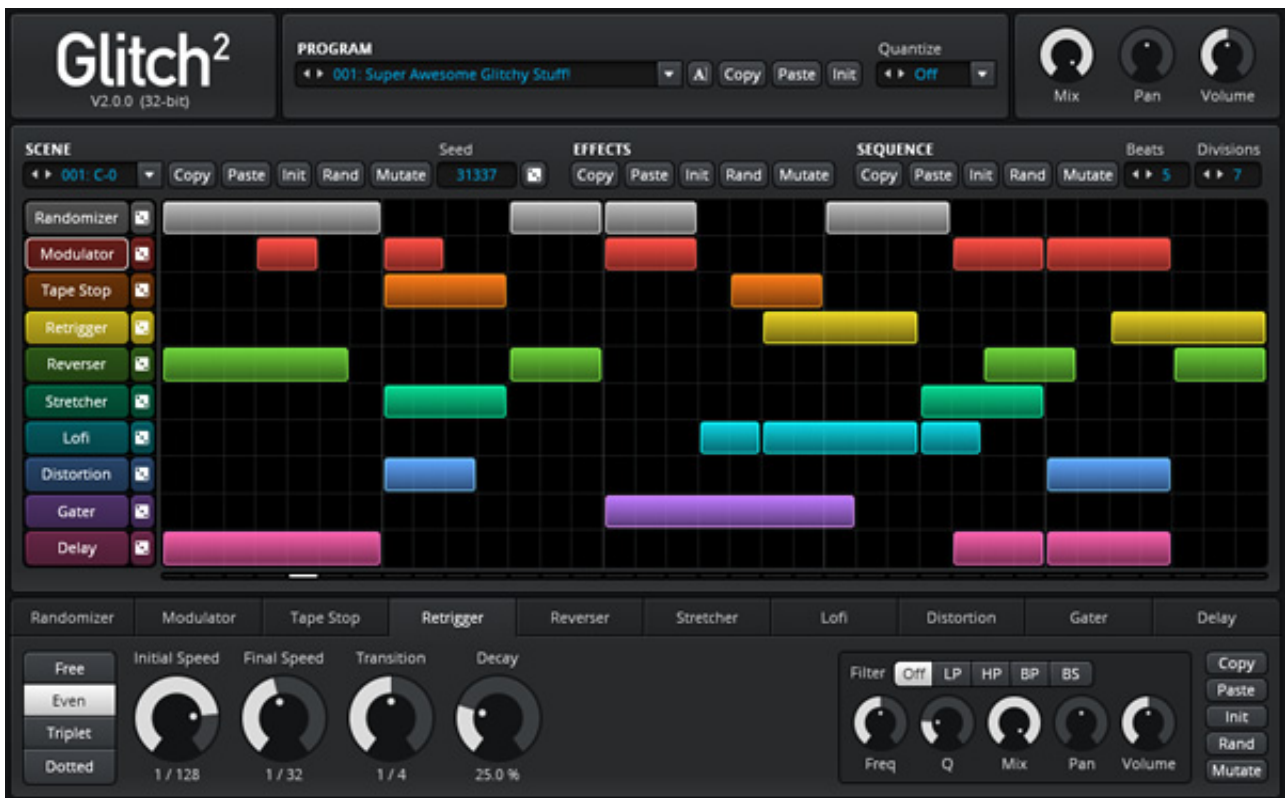 Glitch2
V2.0.0 (32-bit)
PROGRAM
001: Super Awesome Glitchy Stuff!
A Copy Paste Init
Quantize
Off
Mix Pan Volume
SCENE
001: C-0 Copy Paste Init Rand Mutate
Seed
31337
EFFECTS
Copy Paste Init Rand Mutate
SEQUENCE
Copy Paste Init Rand Mutate
Beats
5
Divisions
7
Randomizer
Modulator
Tape Stop
Retrigger
Reverser
Stretcher
Lofi
Distortion
Gater
Delay
Randomizer Modulator Tape Stop Retrigger Reverser Stretcher Lofi Distortion Gater Delay
Free
Even
Triplet
Dotted
Initial Speed Final Speed Transition Decay
1 / 128 1 / 32 1 / 4 25.0 %
Filter Off LP HP BP BS
Freq Q Mix Pan Volume
Copy
Paste
Init
Rand
Mutate